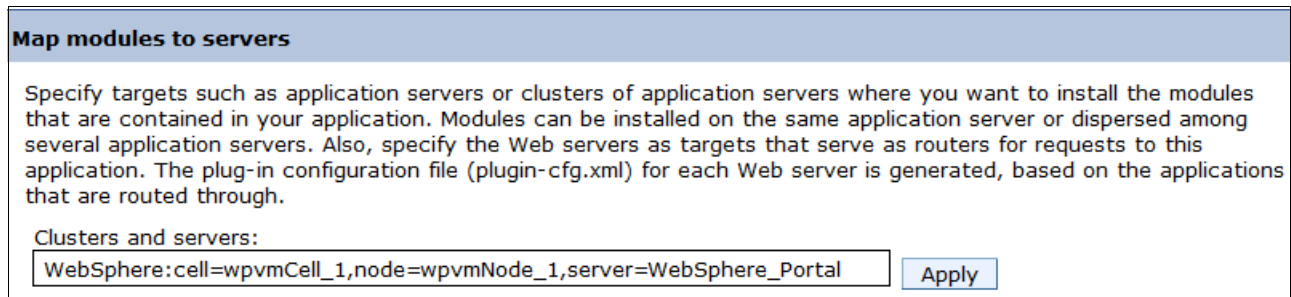 Map modules to servers
Specify targets such as application servers or clusters of application servers where you want to install the modules
that are contained in your application. Modules can be installed on the same application server or dispersed among
several application servers. Also, specify the Web servers as targets that serve as routers for requests to this
application. The plug-in configuration file (plugin-cfg.xml) for each Web server is generated, based on the applications
that are routed through.
Clusters and servers:
WebSphere:cell=wpvmCell_1,node=wpvmNode_1,server=WebSphere_Portal Apply